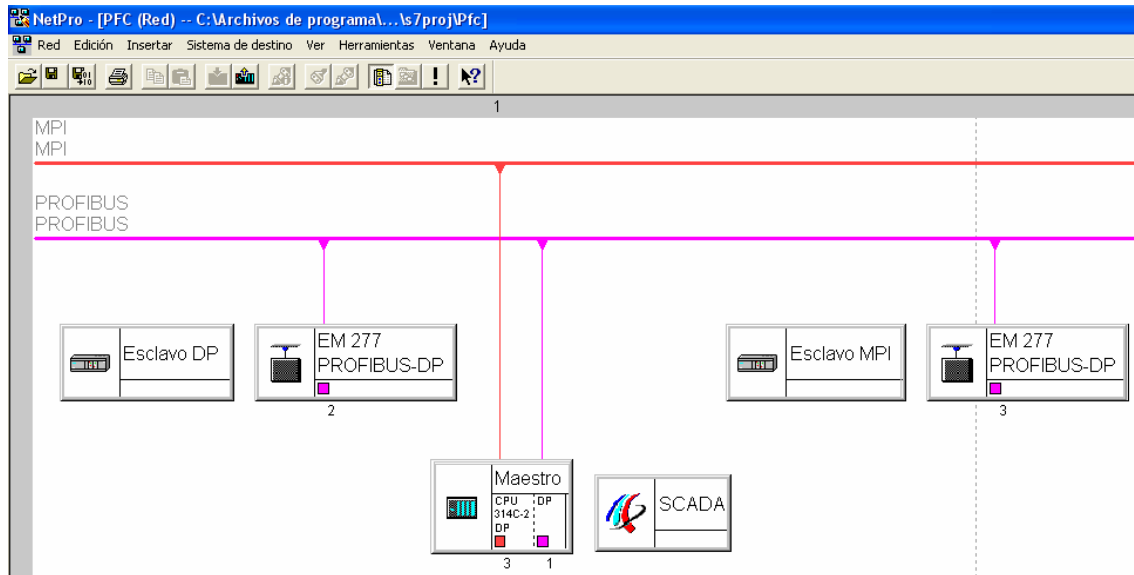 NetPro - [PFC (Red) -- C:\Archivos de programa\...\s7proj\Pfc]
Red Edición Insertar Sistema de destino Ver Herramientas Ventana Ayuda
1
MPI
MPI
PROFIBUS
PROFIBUS
Esclavo DP
EM 277
PROFIBUS-DP
2
Esclavo MPI
EM 277
PROFIBUS-DP
3
Maestro
CPU
314C-2
DP
DP
3 1
SCADA